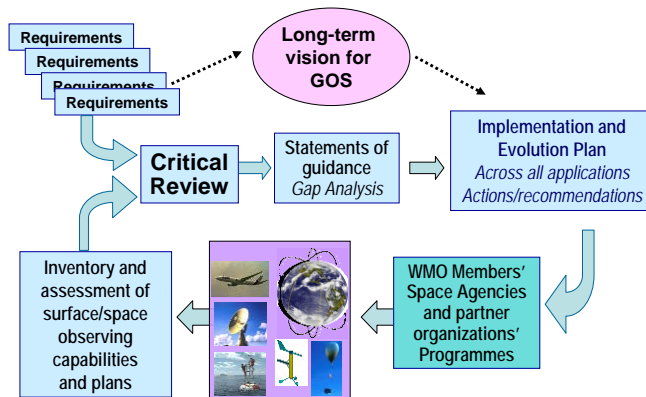 Requirements
Requirements
Requirements
Requirements
Long-term
vision for
GOS
Critical
Review
Statements of
guidance
Gap Analysis
Implementation and
Evolution Plan
Across all applications
Actions/recommendations
Inventory and
assessment of
surface/space
observing
capabilities
and plans
WMO Members'
Space Agencies
and partner
organizations'
Programmes